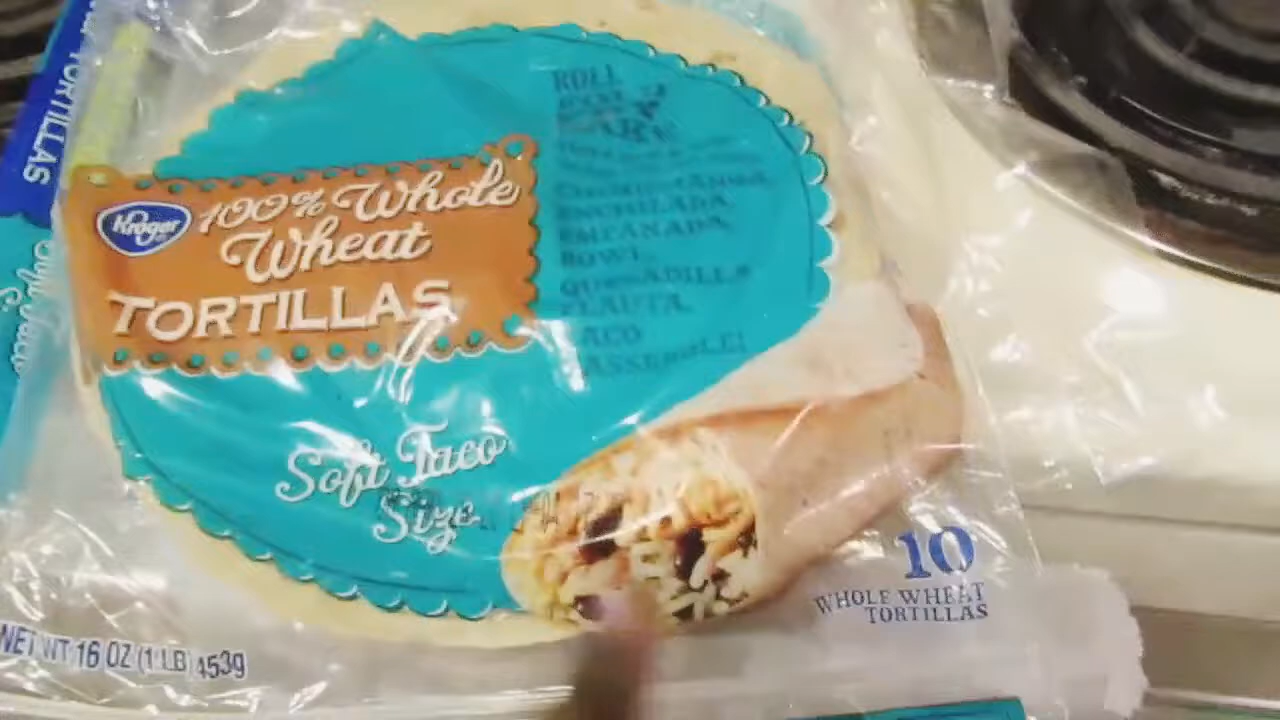 TORTILLAS
Kroger
100% Whole
Wheat
TORTILLAS
Soft Taco
Size
ROLL
ENCHILADA,
EMPANADA,
BOWL,
QUESADILLA,
FLAUTA,
TACO
CASSEROLE!
10
WHOLE WHEAT
TORTILLAS
NET WT 16 OZ (1 LB) 453g